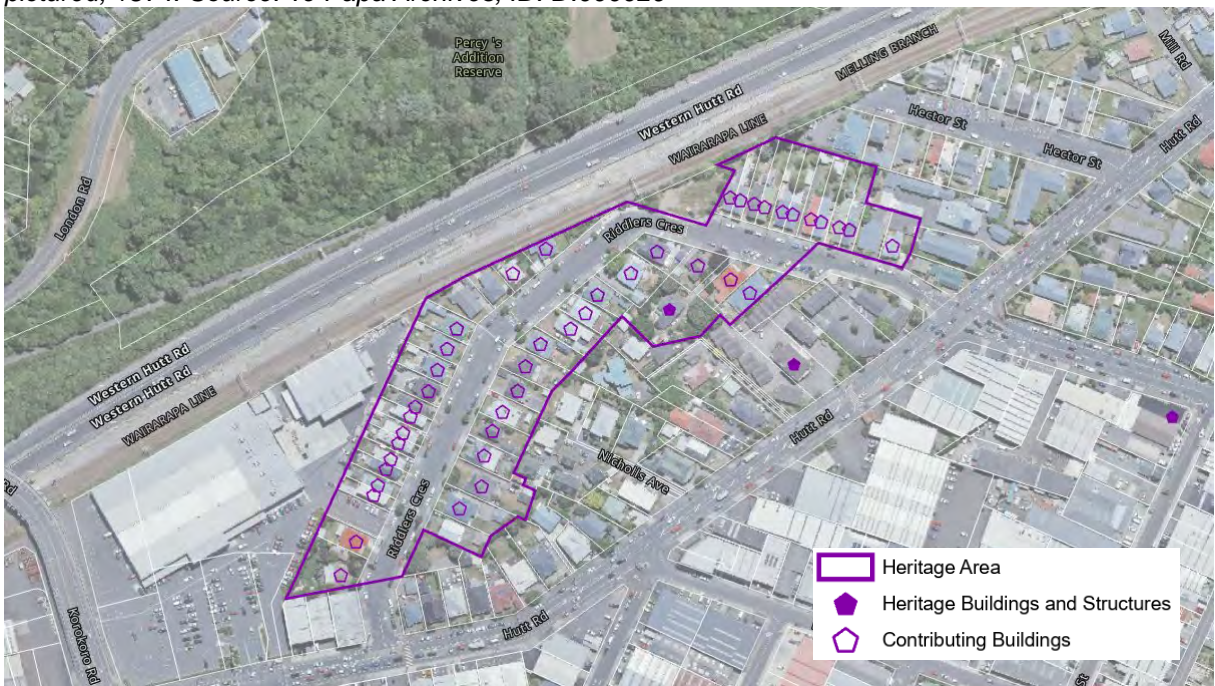 Percy 's
Addition
Reserve
MELLING BRANCH
Mill Rd
Western Hutt Rd
WAIRARAPA LINE
Hector St
Hector St
Hutt Rd
London Rd
Riddlers Cres
Western Hutt Rd
Western Hutt Rd
WAIRARAPA LINE
Hutt Rd
Nicholls Ave
Rd
Riddlers Cres
Korokoro Rd
Hutt Rd
St
Heritage Area
Heritage Buildings and Structures
Contributing Buildings